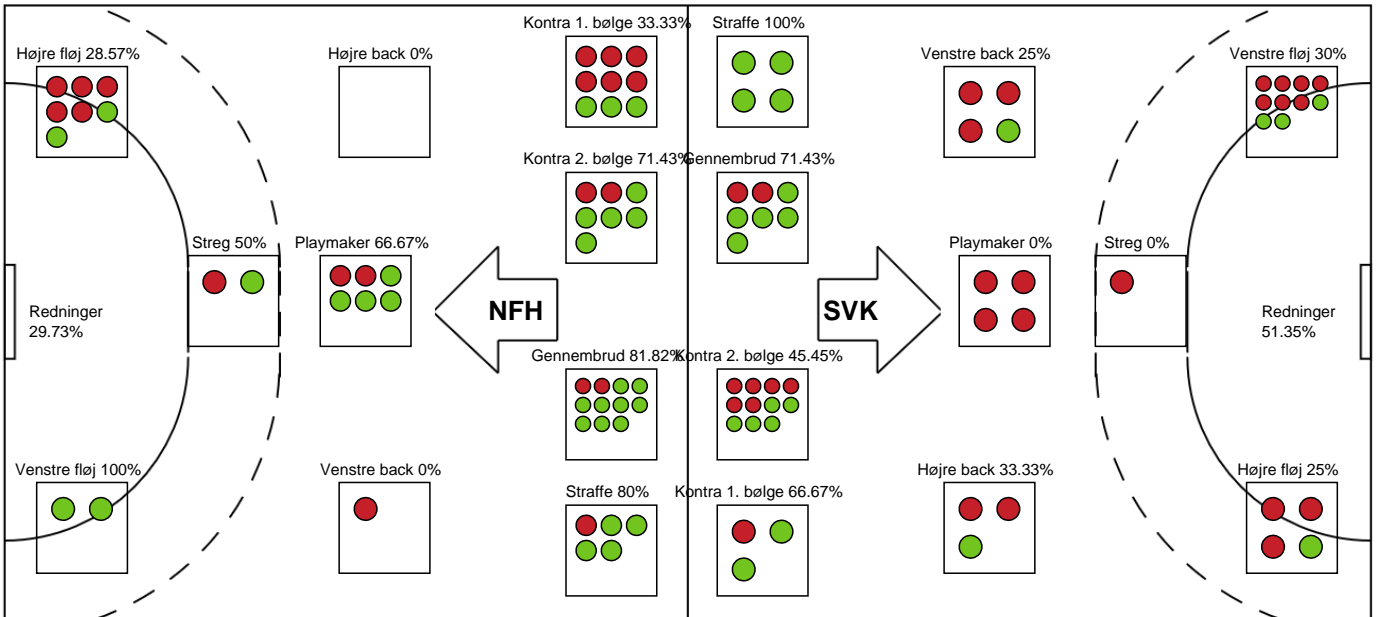 Kontra 1. bølge 33.33%
Straffe 100%
Højre fløj 28.57%
Højre back 0%
Venstre back 25%
Venstre fløj 30%
Kontra 2. bølge 71.43%
Gennembrud 71.43%
Streg 50%
Playmaker 66.67%
Playmaker 0%
Streg 0%
NFH
SVK
Redninger
29.73%
Redninger
51.35%
Gennembrud 81.82%
Kontra 2. bølge 45.45%
Venstre fløj 100%
Venstre back 0%
Højre back 33.33%
Højre fløj 25%
Straffe 80%
Kontra 1. bølge 66.67%